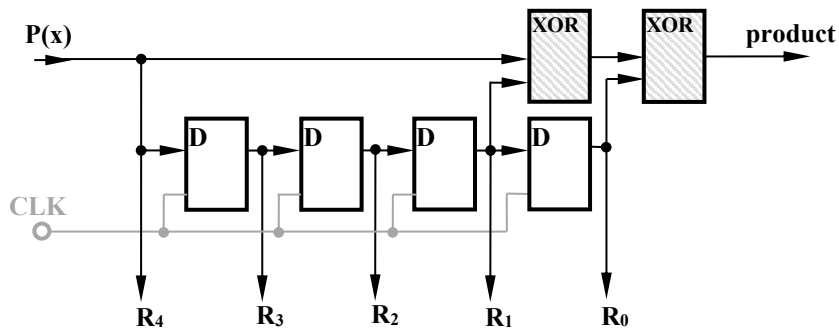 XOR XOR
P(x) product
D D D D
CLK
R₄ R₃ R₂ R₁ R₀